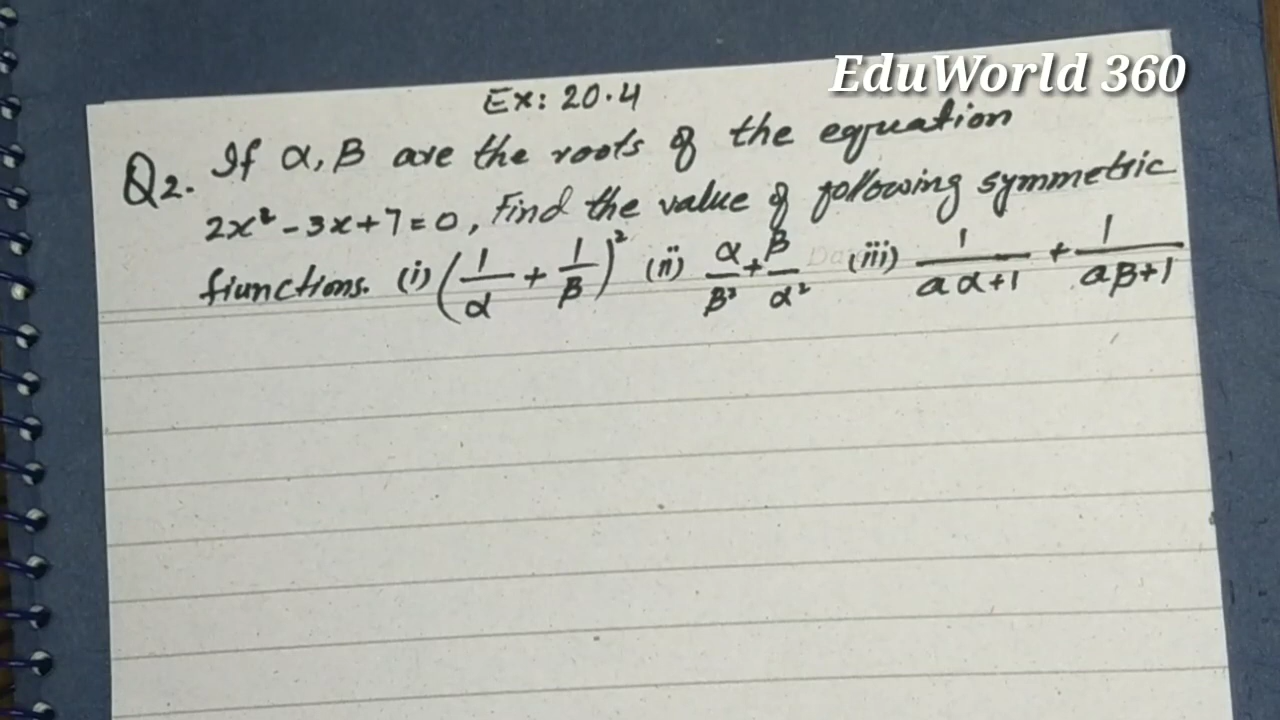 EduWorld 360
Ex: 20.4
Q2. If α, β are the roots of the equation
2x² - 3x + 7 = 0, Find the value of following symmetric
fiunctions. (i) (1/α + 1/β)² (ii) α/β² + β/α² (iii) 1/(aα+1) + 1/(aβ+1)